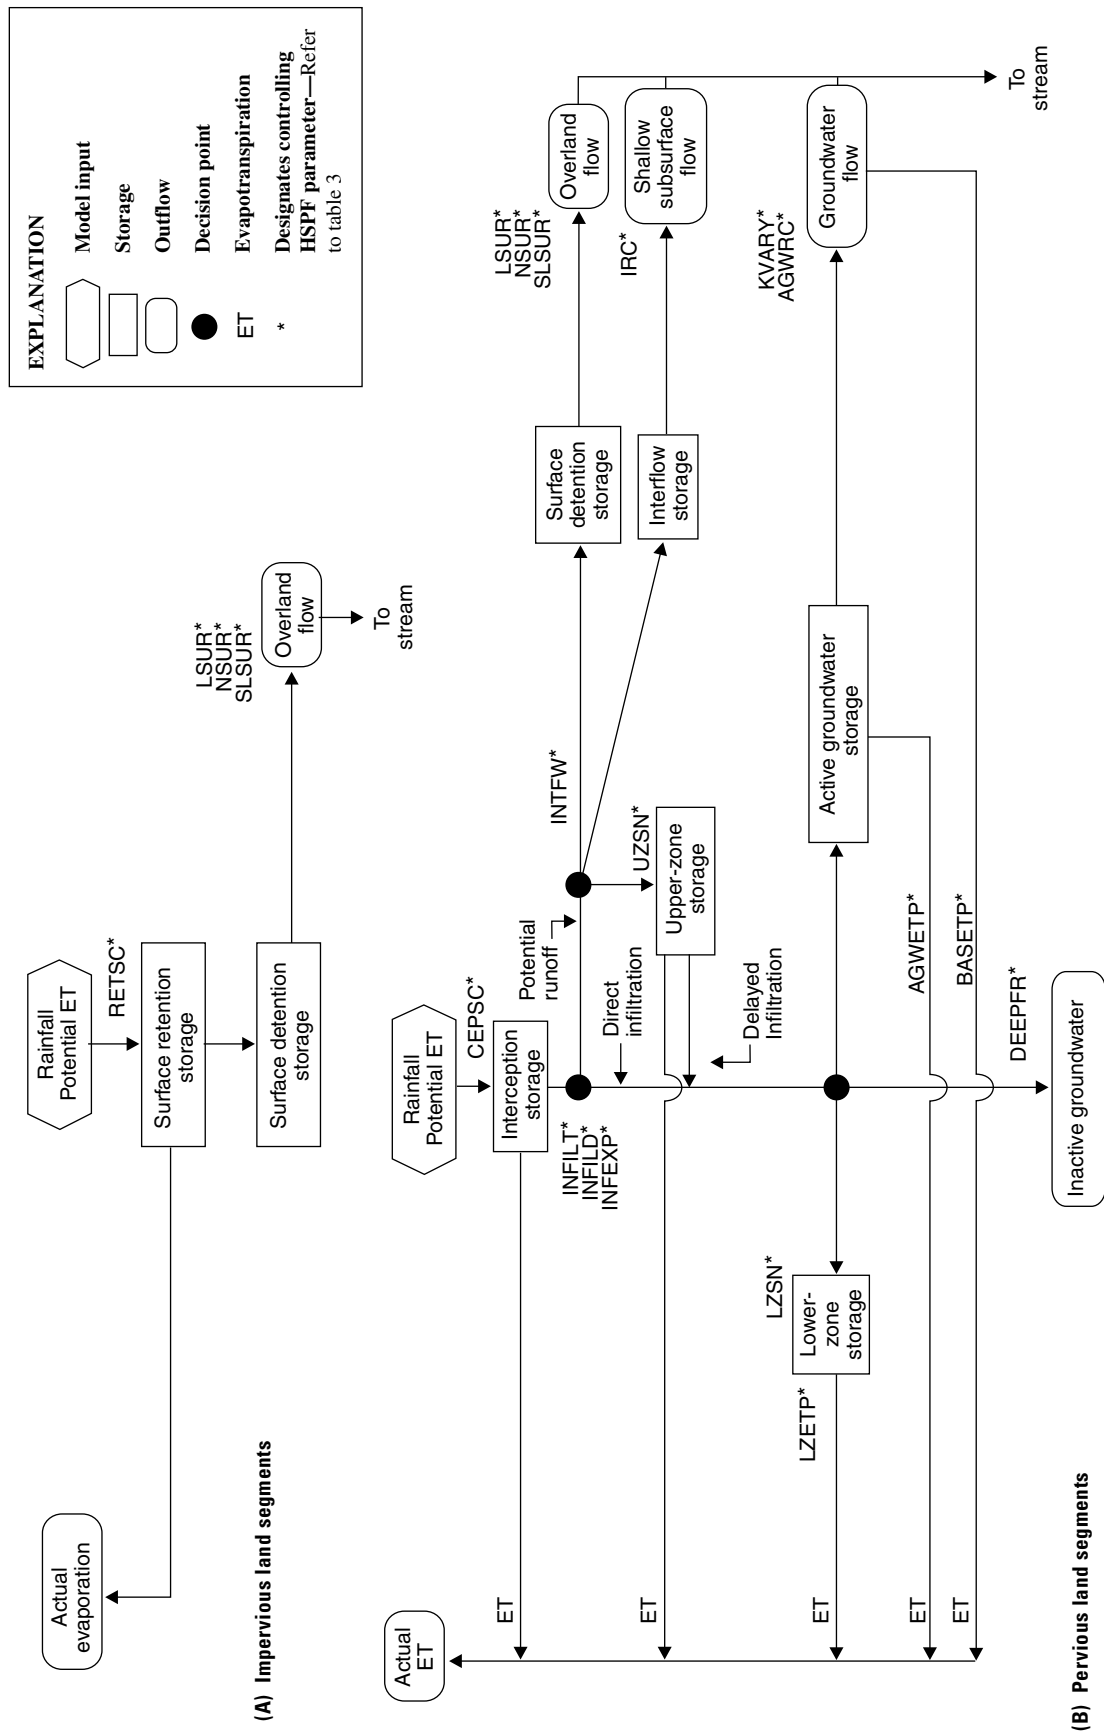 EXPLANATION
Model input
Storage
Outflow
Decision point
ET
Evapotranspiration
*
Designates controlling
HSPF parameter—Refer
to table 3
Rainfall
Potential ET
RETSC*
Surface retention
storage
Surface detention
storage
Actual
evaporation
LSUR*
NSUR*
SLSUR*
Overland
flow
To
stream
(A) Impervious land segments
Rainfall
Potential ET
CEPSC*
Interception
storage
INFILT*
INFILD*
INFEXP*
Potential
runoff
Direct
infiltration
INTFW*
UZSN*
Upper-zone
storage
Delayed
Infiltration
Surface
detention
storage
Interflow
storage
LSUR*
NSUR*
SLSUR*
Overland
flow
IRC*
Shallow
subsurface
flow
KVARY*
AGWRC*
Groundwater
flow
To
stream
Active groundwater
storage
LZSN*
Lower-
zone
storage
LZETP*
AGWETP*
BASETP*
DEEPFR*
Inactive groundwater
Actual
ET
ET
ET
ET
ET
ET
(B) Pervious land segments